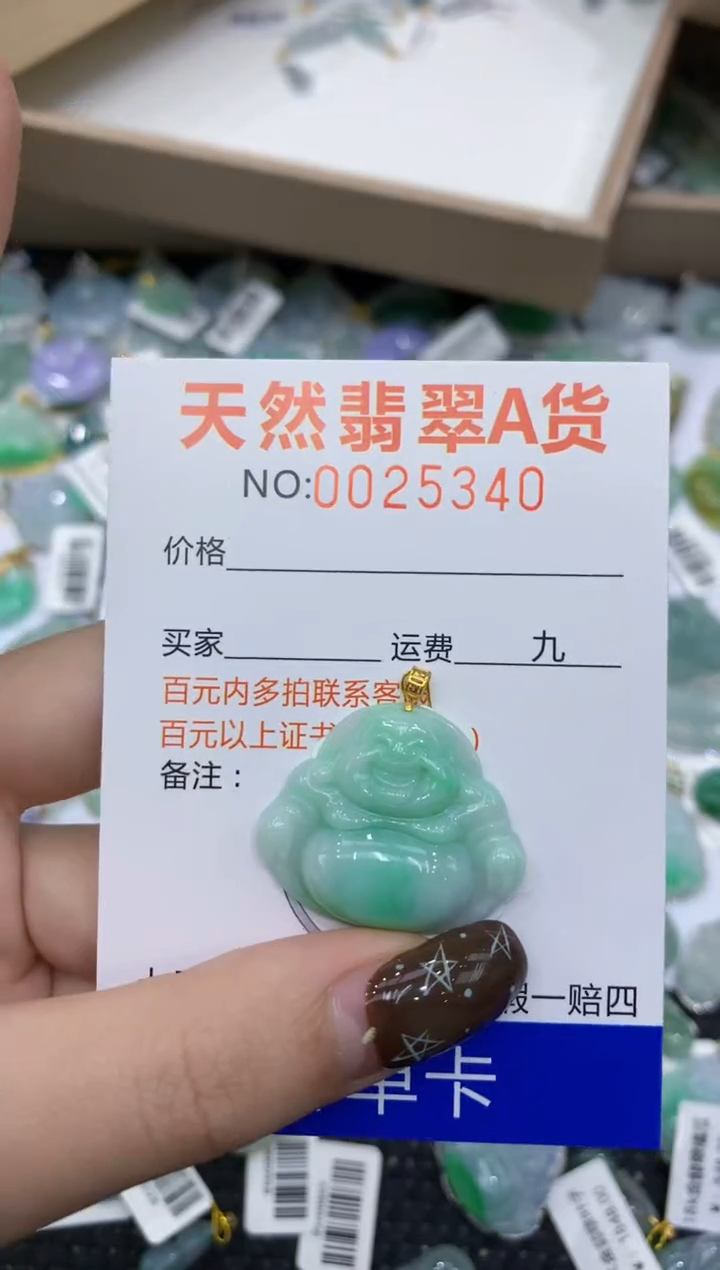 天然翡翠A货
NO:0025340
价格
买家 运费 九
百元内多拍联系客
百元以上证书 )
备注：
假一赔四
单卡